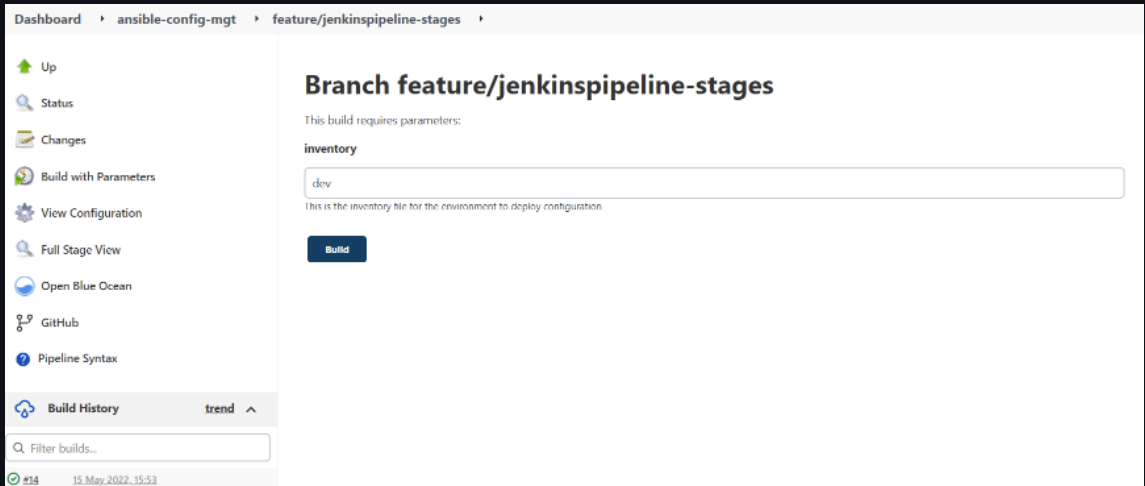 Dashboard ansible-config-mgt feature/jenkinspipeline-stages
Up
Status
Changes
Build with Parameters
View Configuration
Full Stage View
Open Blue Ocean
GitHub
Pipeline Syntax
Build History trend
Filter builds...
#14 15 May 2022, 15:53
Branch feature/jenkinspipeline-stages
This build requires parameters:
inventory
dev
This is the inventory file for the environment to deploy configuration
Build